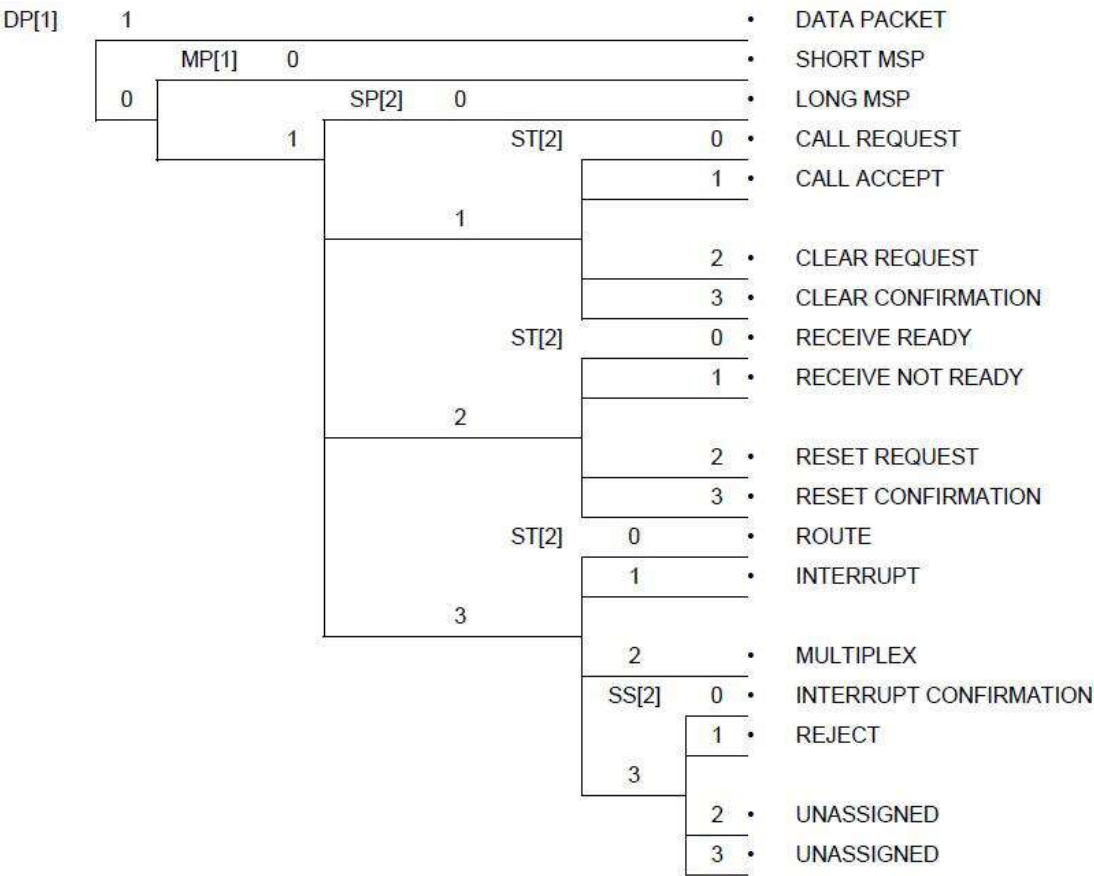 DP[1] 1 • DATA PACKET
MP[1] 0 • SHORT MSP
0 SP[2] 0 • LONG MSP
1 ST[2] 0 • CALL REQUEST
1 • CALL ACCEPT
1
2 • CLEAR REQUEST
3 • CLEAR CONFIRMATION
ST[2] 0 • RECEIVE READY
1 • RECEIVE NOT READY
2
2 • RESET REQUEST
3 • RESET CONFIRMATION
ST[2] 0 • ROUTE
1 • INTERRUPT
3
2 • MULTIPLEX
SS[2] 0 • INTERRUPT CONFIRMATION
1 • REJECT
3
2 • UNASSIGNED
3 • UNASSIGNED